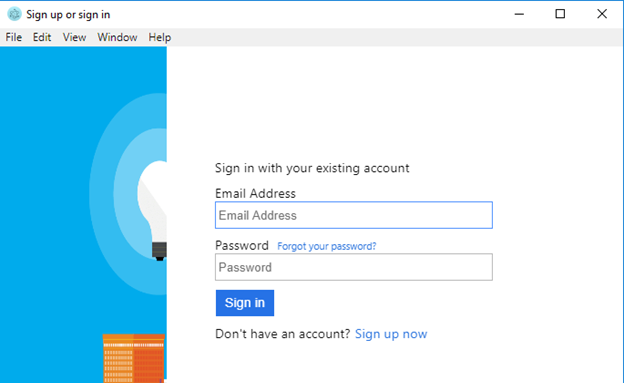 Sign up or sign in
File Edit View Window Help
Sign in with your existing account
Email Address
Email Address
Password Forgot your password?
Password
Sign in
Don't have an account? Sign up now